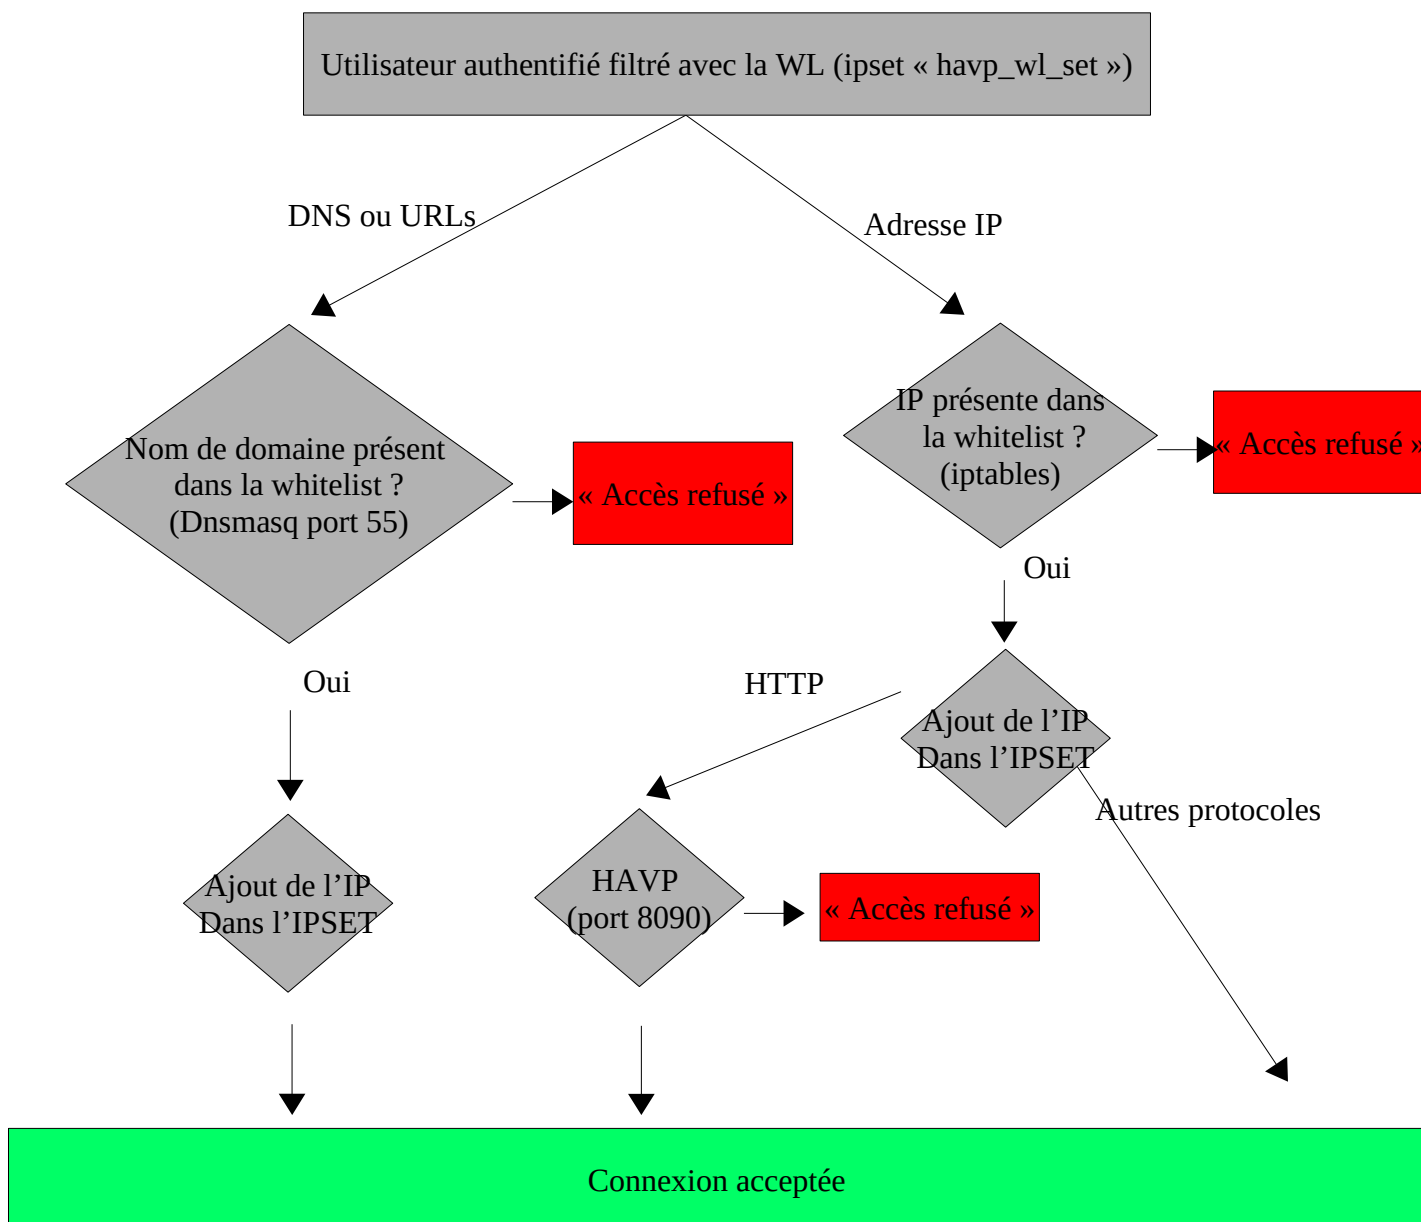 Utilisateur authentifié filtré avec la WL (ipset « havp_wl_set »)
DNS ou URLs
Adresse IP
Nom de domaine présent
dans la whitelist ?
(Dnsmasq port 55)
« Accès refusé »
IP présente dans
la whitelist ?
(iptables)
« Accès refusé »
Oui
Oui
HTTP
Ajout de l’IP
Dans l’IPSET
Autres protocoles
Ajout de l’IP
Dans l’IPSET
HAVP
(port 8090)
« Accès refusé »
Connexion acceptée